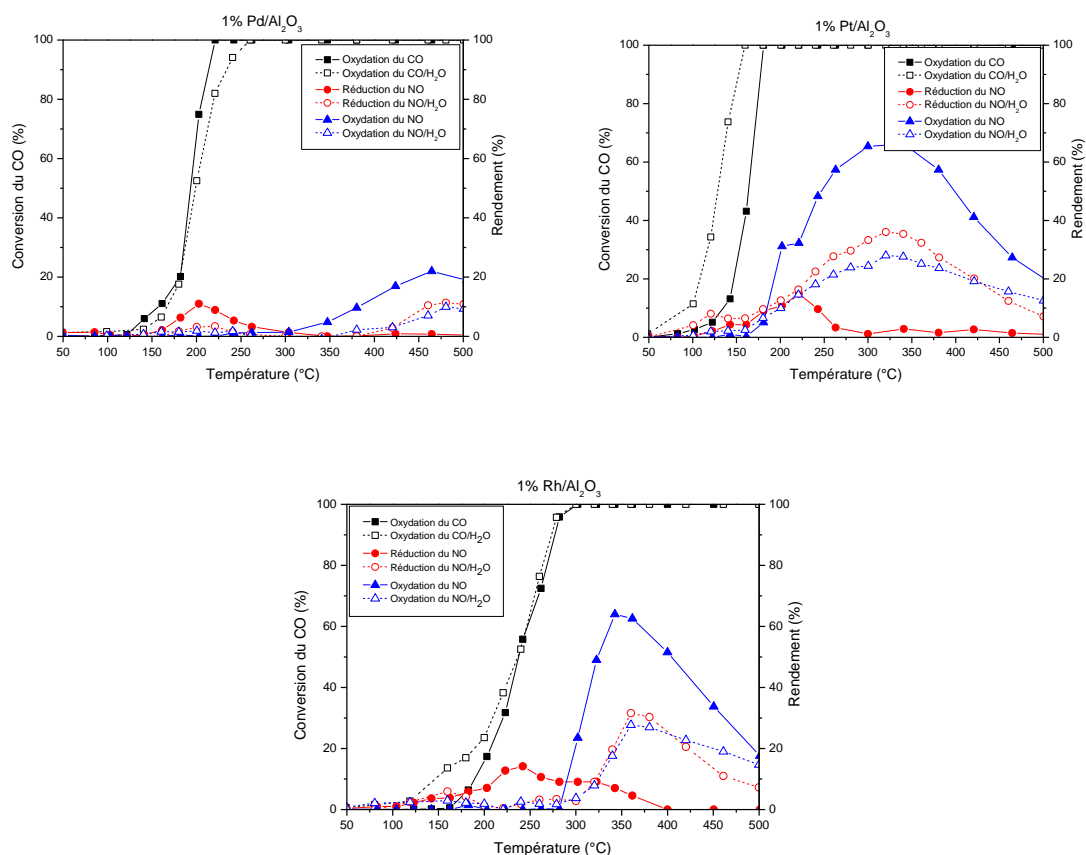 1% Pd/Al₂O₃
Oxydation du CO
Oxydation du CO/H₂O
Réduction du NO
Réduction du NO/H₂O
Oxydation du NO
Oxydation du NO/H₂O
Conversion du CO (%)
Rendement (%)
100
80
60
40
20
0
100
80
60
40
20
0
50 100 150 200 250 300 350 400 450 500
Température (°C)
1% Pt/Al₂O₃
Oxydation du CO
Oxydation du CO/H₂O
Réduction du NO
Réduction du NO/H₂O
Oxydation du NO
Oxydation du NO/H₂O
Conversion du CO (%)
Rendement (%)
100
80
60
40
20
0
100
80
60
40
20
0
50 100 150 200 250 300 350 400 450 500
Température (°C)
1% Rh/Al₂O₃
Oxydation du CO
Oxydation du CO/H₂O
Réduction du NO
Réduction du NO/H₂O
Oxydation du NO
Oxydation du NO/H₂O
Conversion du CO (%)
Rendement (%)
100
80
60
40
20
0
100
80
60
40
20
0
50 100 150 200 250 300 350 400 450 500
Température (°C)